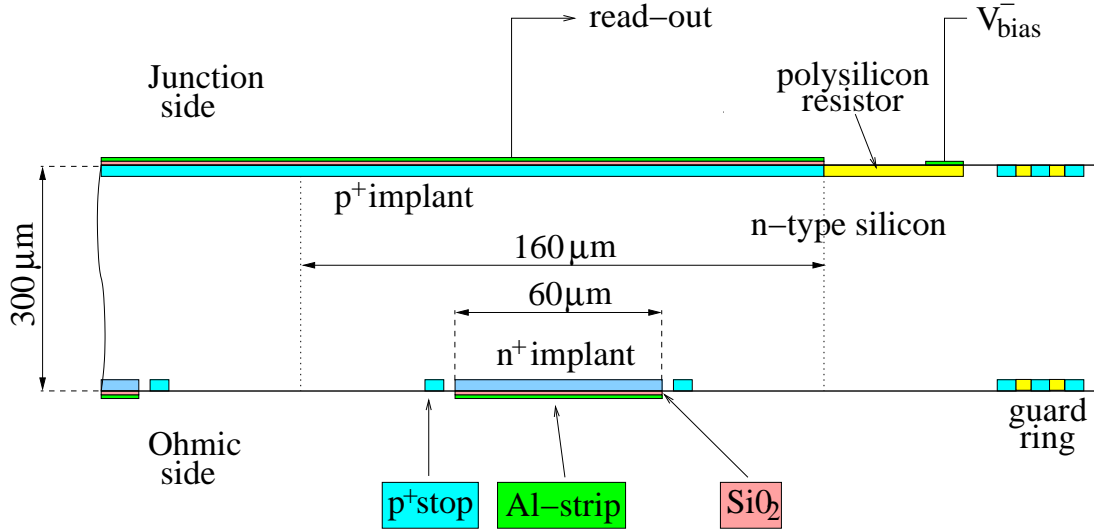 read−out
V⁻bias
Junction
side
polysilicon
resistor
p⁺implant
n−type silicon
160 μm
300 μm
60μm
n⁺implant
guard
ring
Ohmic
side
p⁺stop
Al−strip
SiO₂